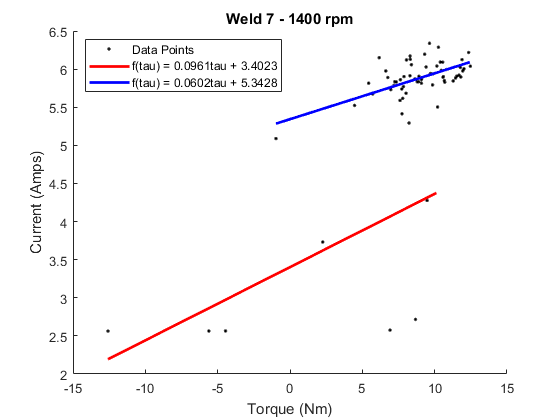 Weld 7 - 1400 rpm
Data Points
f(tau) = 0.0961tau + 3.4023
f(tau) = 0.0602tau + 5.3428
6.5
6
5.5
5
4.5
4
3.5
3
2.5
2
Current (Amps)
-15 -10 -5 0 5 10 15
Torque (Nm)